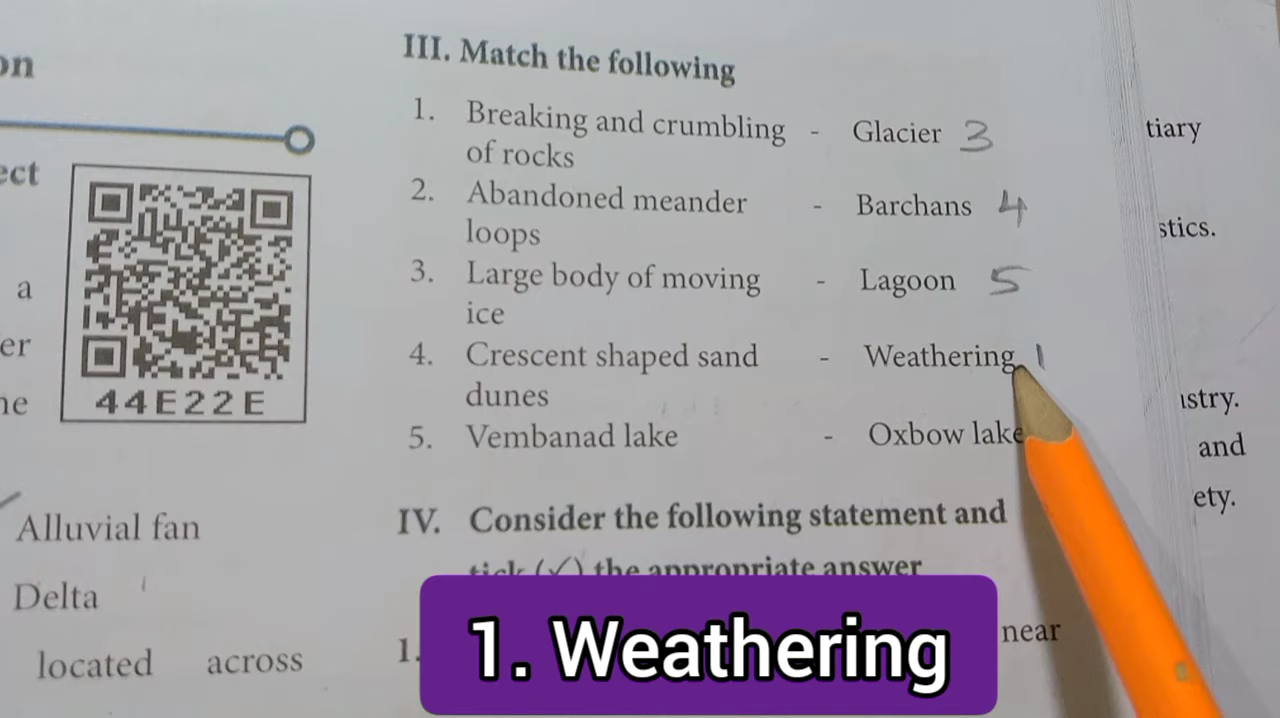 on
ect
a
er
ne
44E22E
Alluvial fan
Delta
located across
III. Match the following
1. Breaking and crumbling - Glacier 3
of rocks
2. Abandoned meander - Barchans 4
loops
3. Large body of moving - Lagoon 5
ice
4. Crescent shaped sand - Weathering 1
dunes
5. Vembanad lake - Oxbow lake
IV. Consider the following statement and
tick (✓) the appropriate answer
1. near
1. Weathering
tiary
stics.
ustry.
and
ety.